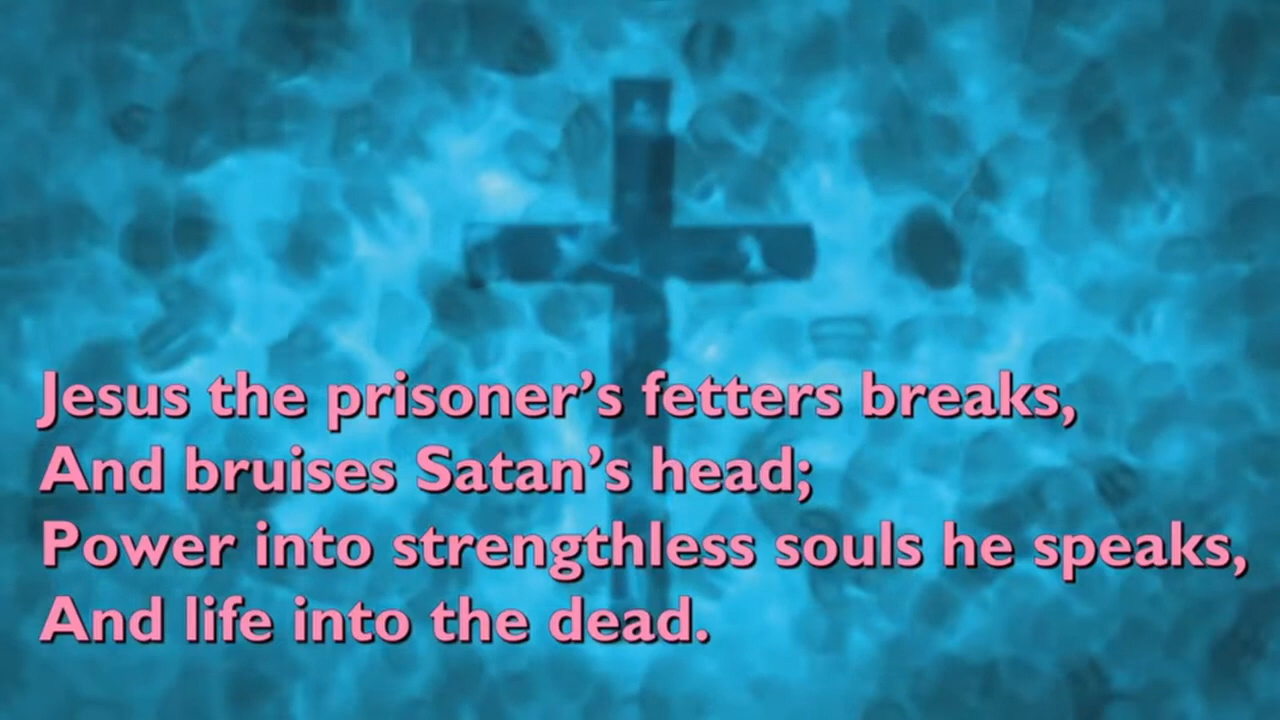 Jesus the prisoner’s fetters breaks,
And bruises Satan’s head;
Power into strengthless souls he speaks,
And life into the dead.